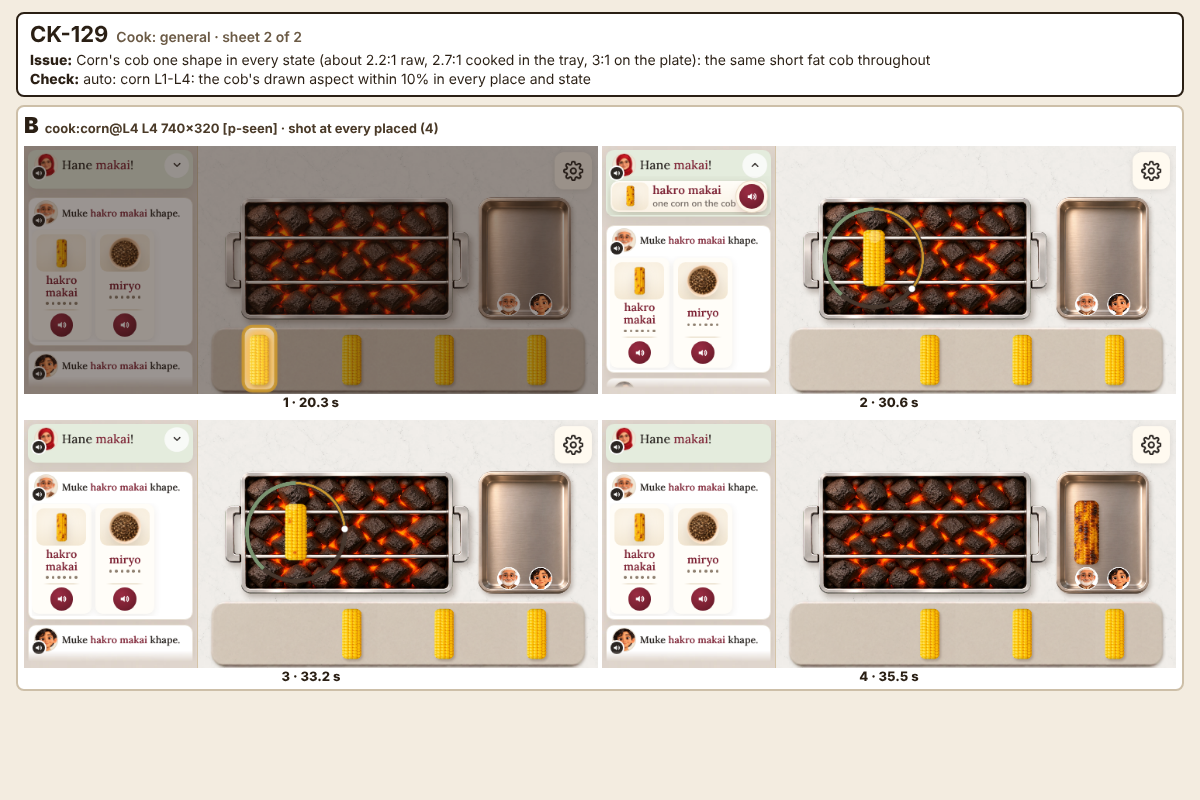 CK-129 Cook: general · sheet 2 of 2
Issue: Corn's cob one shape in every state (about 2.2:1 raw, 2.7:1 cooked in the tray, 3:1 on the plate): the same short fat cob throughout
Check: auto: corn L1-L4: the cob's drawn aspect within 10% in every place and state
B cook:corn@L4 L4 740×320 [p-seen] · shot at every placed (4)
Hane makai!
Muke hakro makai khape.
hakro
makai
miryo
Muke hakro makai khape.
1 · 20.3 s
Hane makai!
hakro makai
one corn on the cob
Muke hakro makai khape.
hakro
makai
miryo
2 · 30.6 s
Hane makai!
Muke hakro makai khape.
hakro
makai
miryo
Muke hakro makai khape.
3 · 33.2 s
Hane makai!
Muke hakro makai khape.
hakro
makai
miryo
Muke hakro makai khape.
4 · 35.5 s